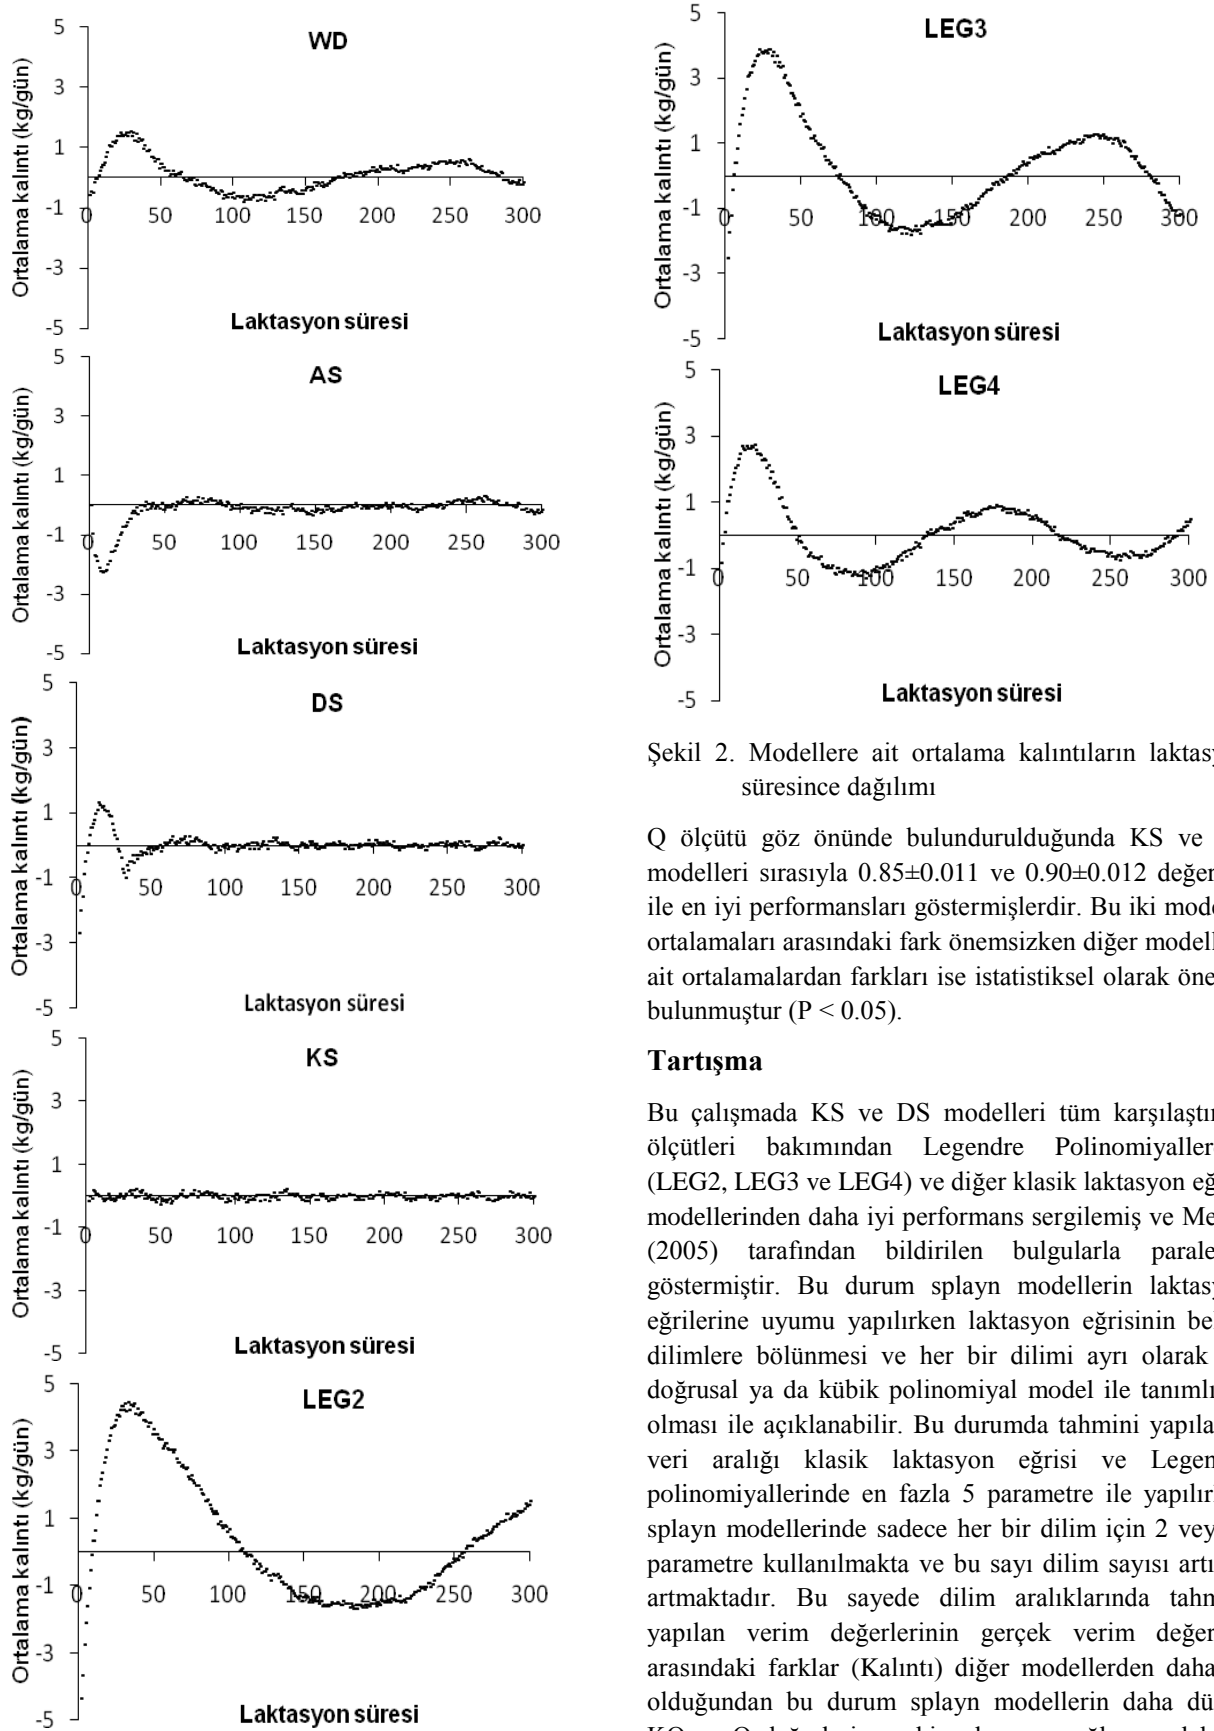 5
WD
3
1
-1
-3
-5
0 50 100 150 200 250 300
Ortalama kalıntı (kg/gün)
Laktasyon süresi
5
AS
3
1
-1
-3
-5
0 50 100 150 200 250 300
Ortalama kalıntı (kg/gün)
Laktasyon süresi
5
DS
3
1
-1
-3
-5
0 50 100 150 200 250 300
Ortalama kalıntı (kg/gün)
Laktasyon süresi
5
KS
3
1
-1
-3
-5
0 50 100 150 200 250 300
Ortalama kalıntı (kg/gün)
Laktasyon süresi
5
LEG2
3
1
-1
-3
-5
0 50 100 150 200 250 300
Ortalama kalıntı (kg/gün)
Laktasyon süresi
5
LEG3
3
1
-1
-3
-5
0 50 100 150 200 250 300
Ortalama kalıntı (kg/gün)
Laktasyon süresi
5
LEG4
3
1
-1
-3
-5
0 50 100 150 200 250 300
Ortalama kalıntı (kg/gün)
Laktasyon süresi
Şekil 2. Modellere ait ortalama kalıntıların laktasy
süresince dağılımı
Q ölçütü göz önünde bulundurulduğunda KS ve
modelleri sırasıyla 0.85±0.011 ve 0.90±0.012 değer
ile en iyi performansları göstermişlerdir. Bu iki mode
ortalamaları arasındaki fark önemsizken diğer modell
ait ortalamalardan farkları ise istatistiksel olarak öne
bulunmuştur (P < 0.05).
Tartışma
Bu çalışmada KS ve DS modelleri tüm karşılaştır
ölçütleri bakımından Legendre Polinomiyaller
(LEG2, LEG3 ve LEG4) ve diğer klasik laktasyon eğ
modellerinden daha iyi performans sergilemiş ve Me
(2005) tarafından bildirilen bulgularla parale
göstermiştir. Bu durum splayn modellerin laktasy
eğrilerine uyumu yapılırken laktasyon eğrisinin bel
dilimlere bölünmesi ve her bir dilimi ayrı olarak
doğrusal ya da kübik polinomiyal model ile tanımlı
olması ile açıklanabilir. Bu durumda tahmini yapıla
veri aralığı klasik laktasyon eğrisi ve Legen
polinomiyallerinde en fazla 5 parametre ile yapılır
splayn modellerinde sadece her bir dilim için 2 vey
parametre kullanılmakta ve bu sayı dilim sayısı artı
artmaktadır. Bu sayede dilim aralıklarında tahm
yapılan verim değerlerinin gerçek verim değer
arasındaki farklar (Kalıntı) diğer modellerden daha
olduğundan bu durum splayn modellerin daha dü